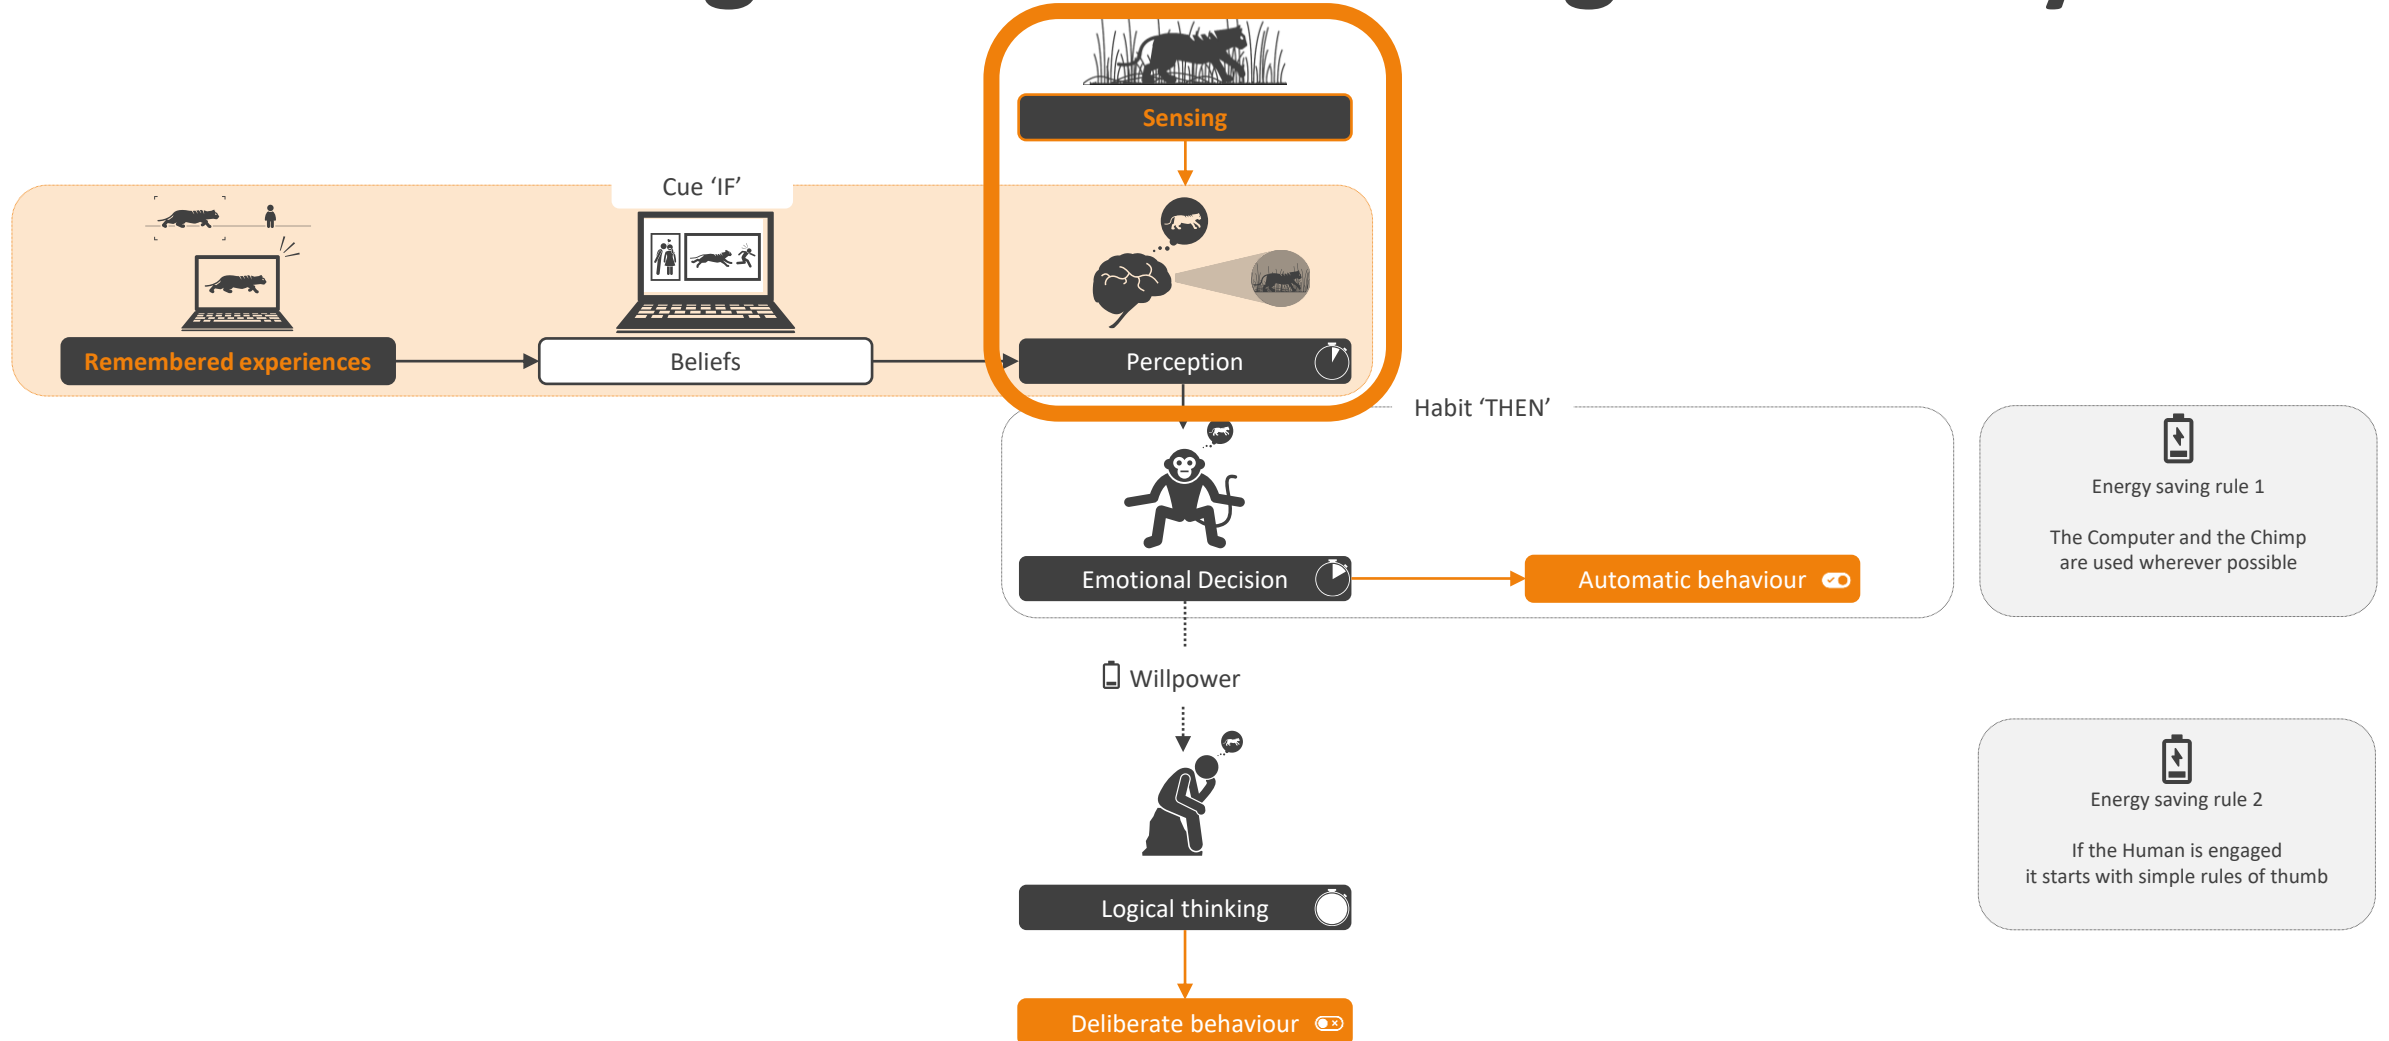 Sensing
Cue ‘IF’
Remembered experiences
Beliefs
Perception
Habit ‘THEN’
Emotional Decision
Automatic behaviour
Energy saving rule 1
The Computer and the Chimp
are used wherever possible
Willpower
Energy saving rule 2
If the Human is engaged
it starts with simple rules of thumb
Logical thinking
Deliberate behaviour